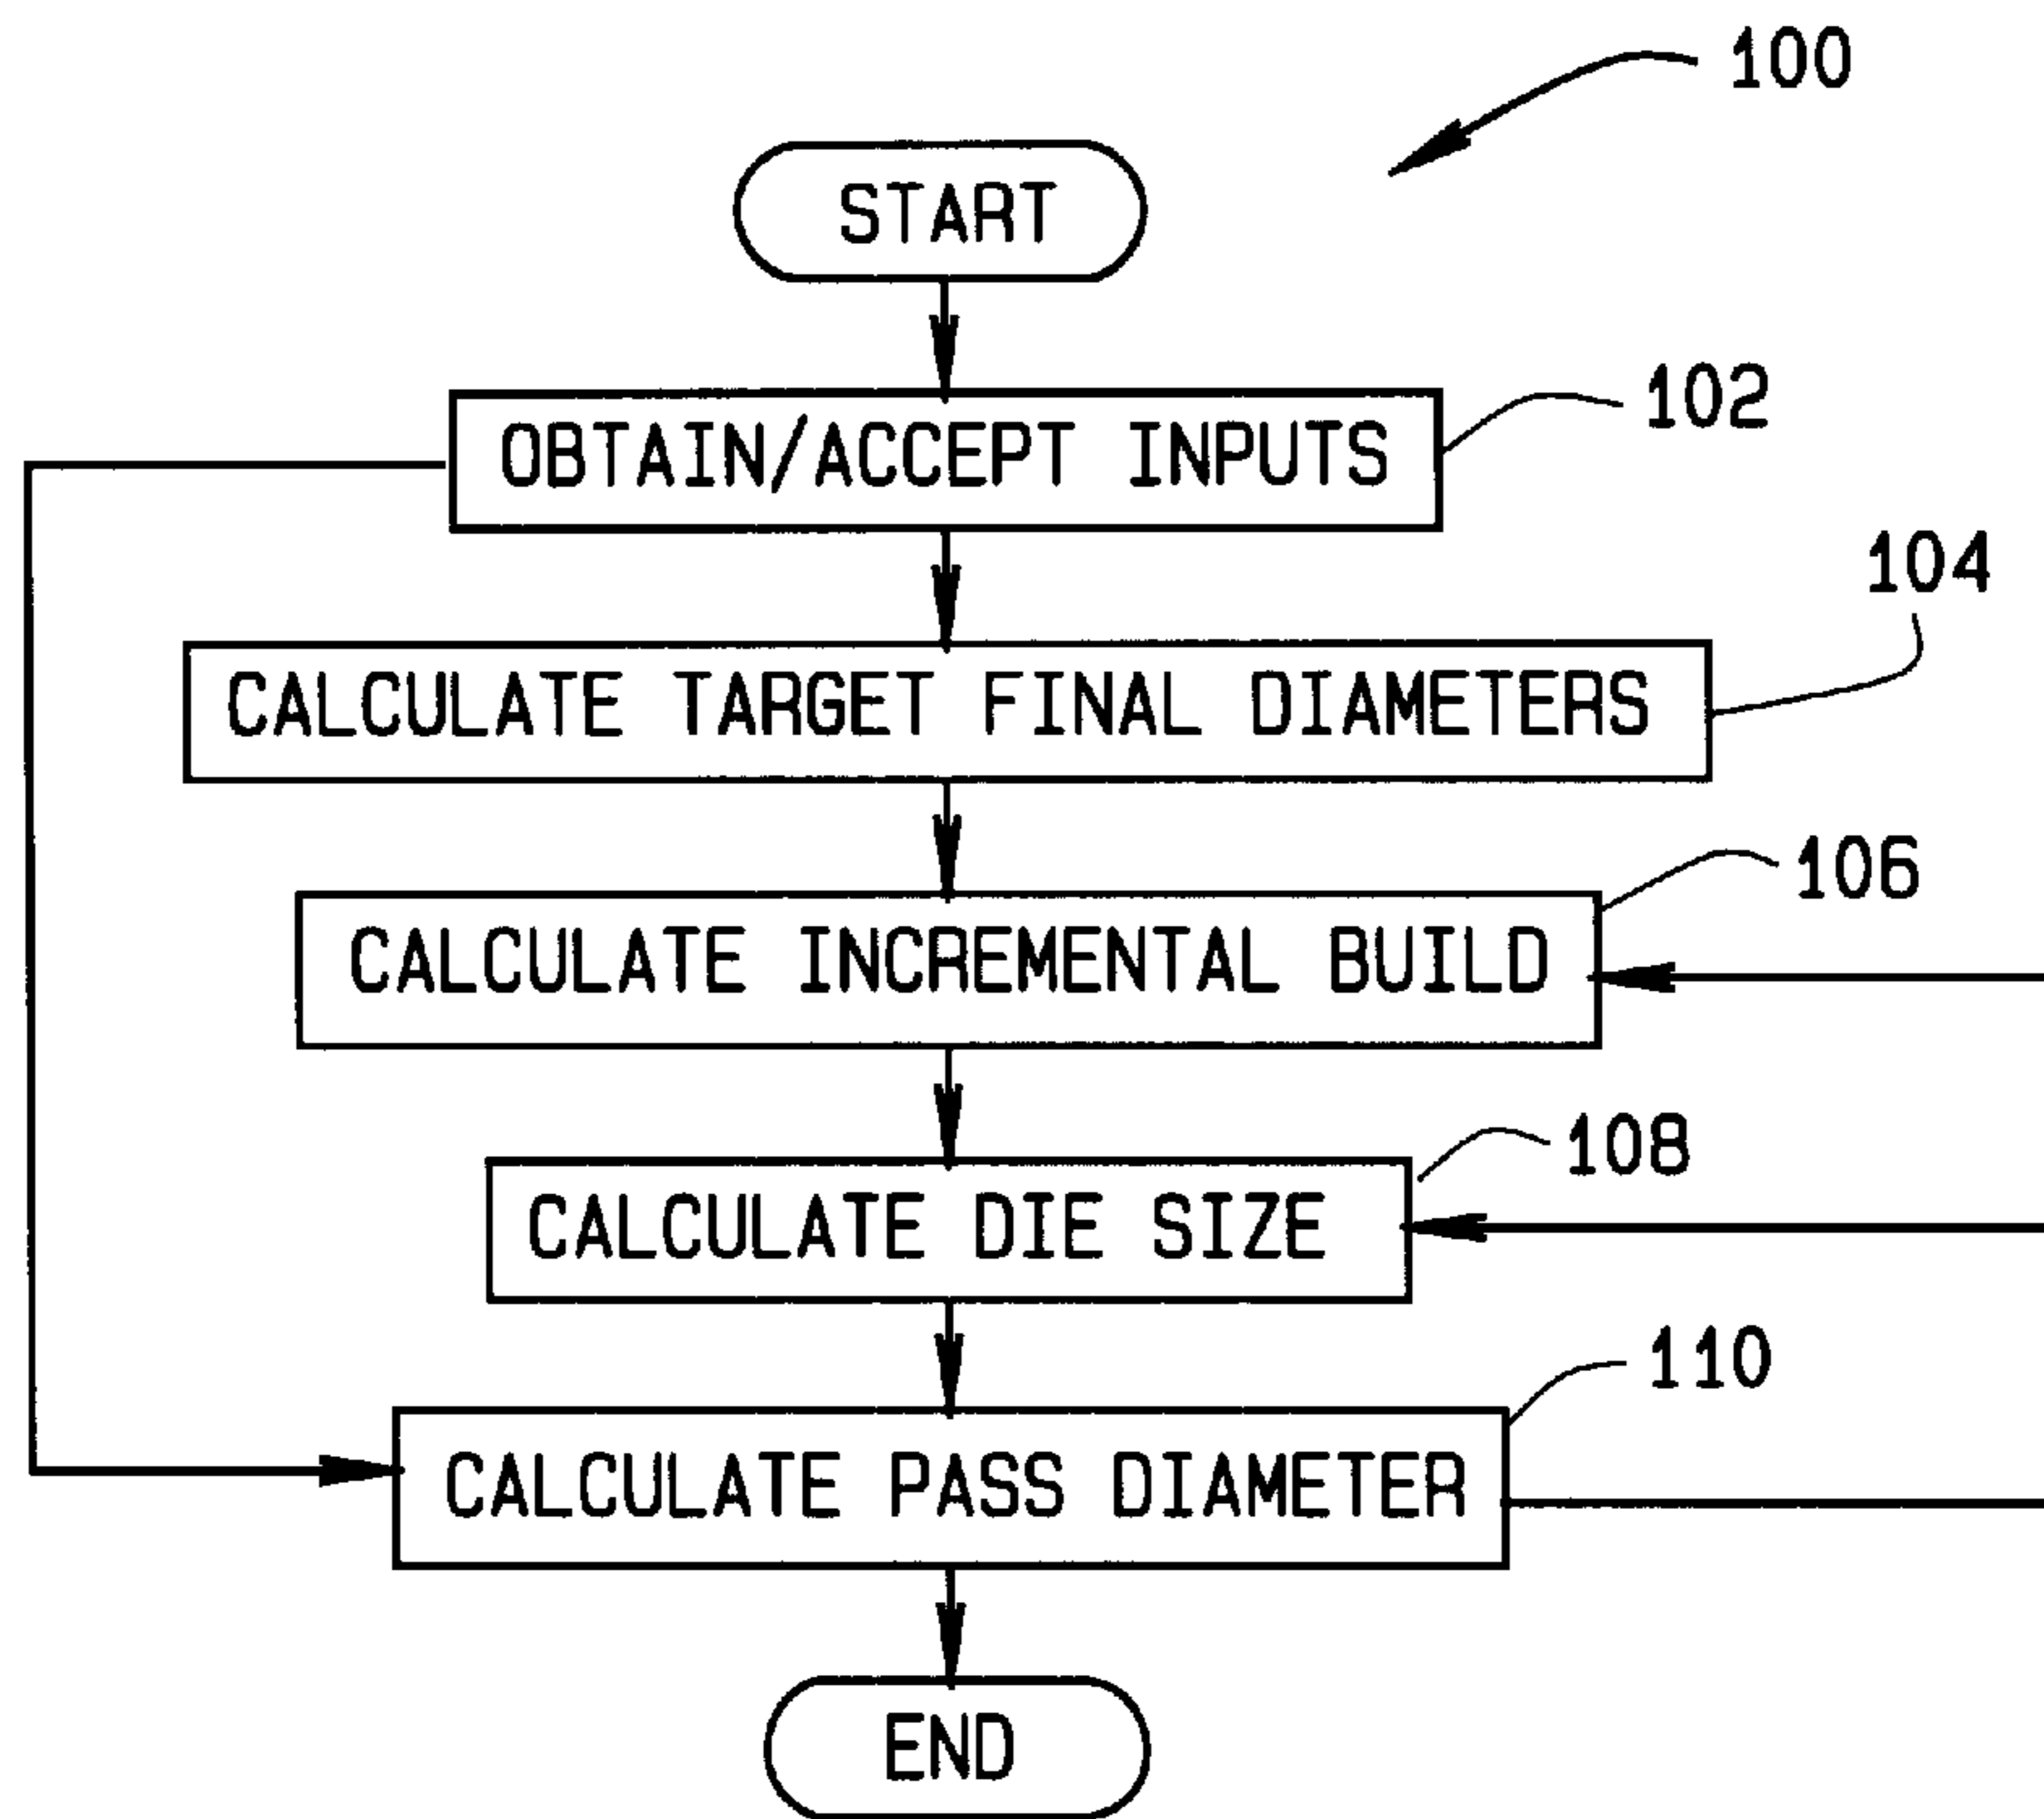 100
START
102
OBTAIN/ACCEPT INPUTS
104
CALCULATE TARGET FINAL DIAMETERS
106
CALCULATE INCREMENTAL BUILD
108
CALCULATE DIE SIZE
110
CALCULATE PASS DIAMETER
END